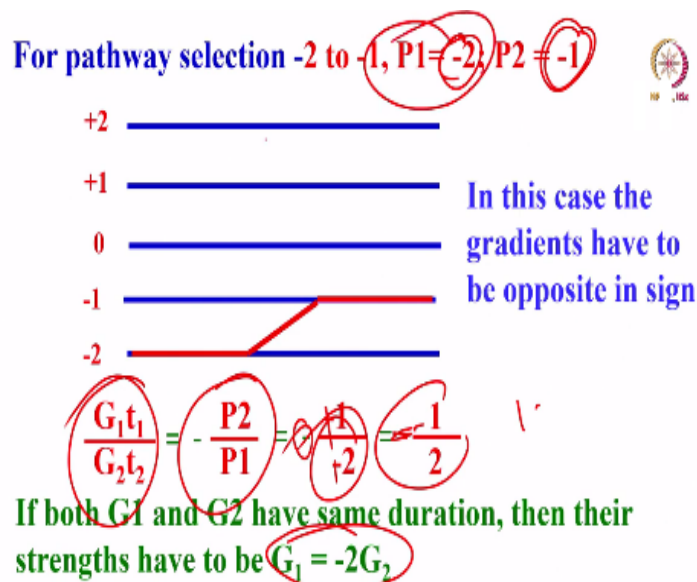 For pathway selection -2 to -1, P1= -2; P2 = -1
+2
+1
0
-1
-2
In this case the
gradients have to
be opposite in sign
G₁t₁/G₂t₂ = - P2/P1 = - -1/-2 = - 1/2
If both G1 and G2 have same duration, then their
strengths have to be G₁ = -2G₂